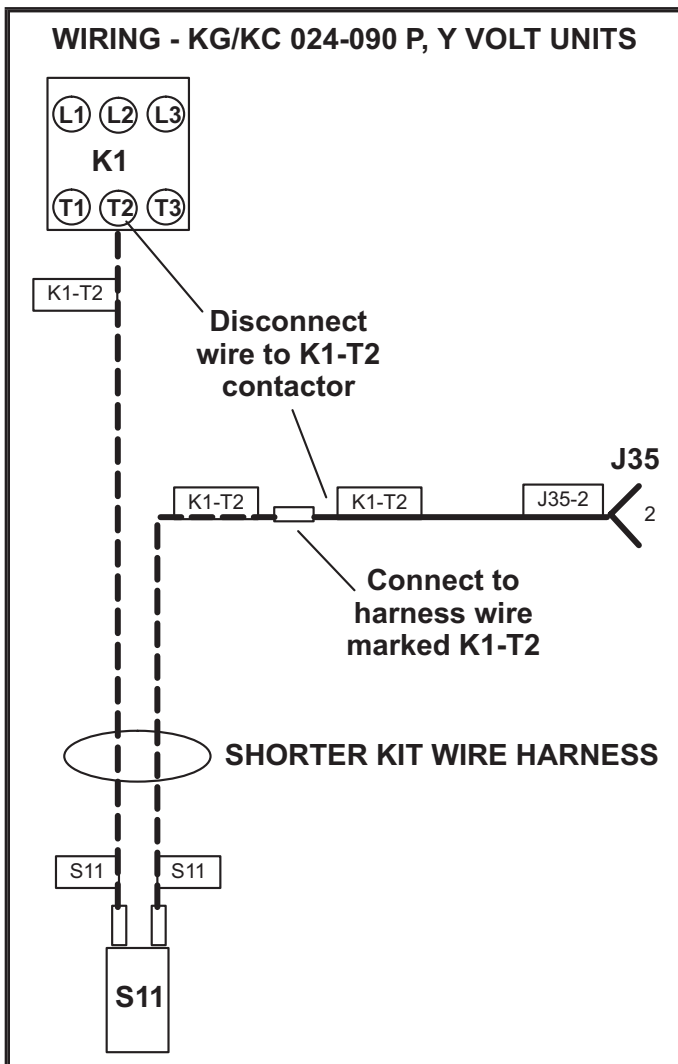 WIRING - KG/KC 024-090 P, Y VOLT UNITS
L1 L2 L3
K1
T1 T2 T3
K1-T2
Disconnect
wire to K1-T2
contactor
J35
K1-T2
K1-T2
J35-2
2
Connect to
harness wire
marked K1-T2
SHORTER KIT WIRE HARNESS
S11
S11
S11